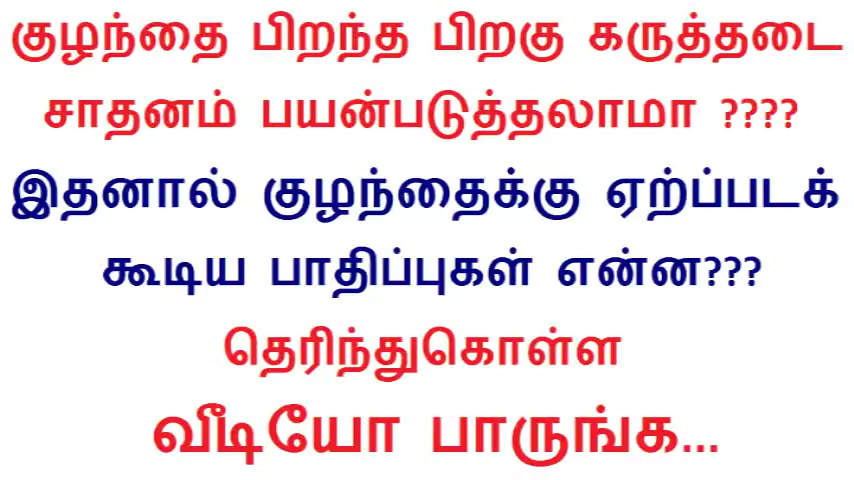 குழந்தை பிறந்த பிறகு கருத்தடை
சாதனம் பயன்படுத்தலாமா ????
இதனால் குழந்தைக்கு ஏற்ப்படக்
கூடிய பாதிப்புகள் என்ன???
தெரிந்துகொள்ள
வீடியோ பாருங்க...